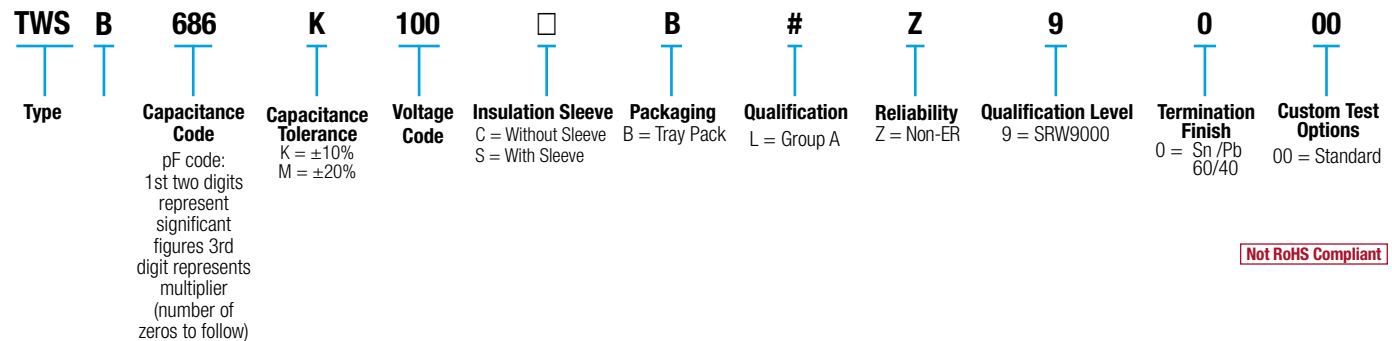 TWS B 686 K 100 □ B # Z 9 0 00
Type
Capacitance
Code
pF code:
1st two digits
represent
significant
figures 3rd
digit represents
multiplier
(number of
zeros to follow)
Capacitance
Tolerance
K = ±10%
M = ±20%
Voltage
Code
Insulation Sleeve
C = Without Sleeve
S = With Sleeve
Packaging
B = Tray Pack
Qualification
L = Group A
Reliability
Z = Non-ER
Qualification Level
9 = SRW9000
Termination
Finish
0 = Sn /Pb
60/40
Custom Test
Options
00 = Standard
Not RoHS Compliant